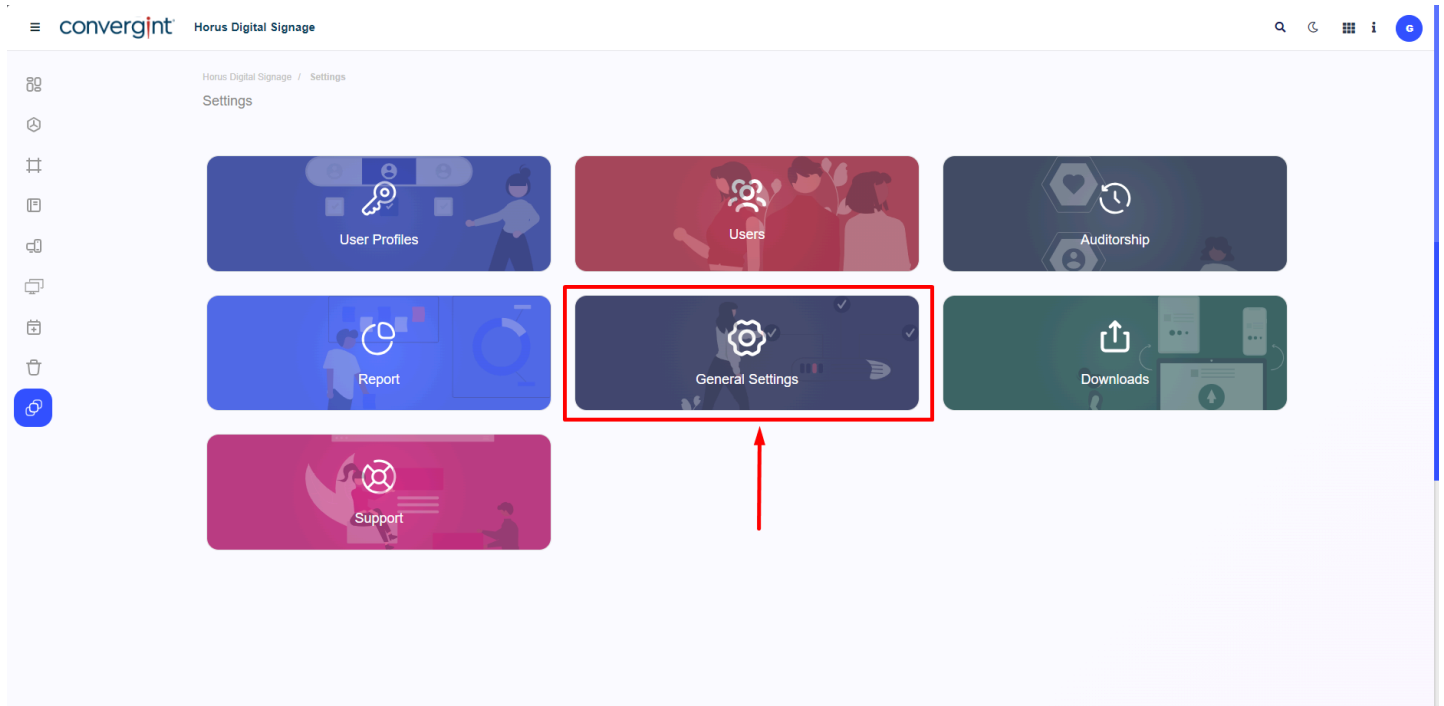 convergint Horus Digital Signage
i G
Horus Digital Signage / Settings
Settings
User Profiles
Users
Auditorship
Report
General Settings
Downloads
Support